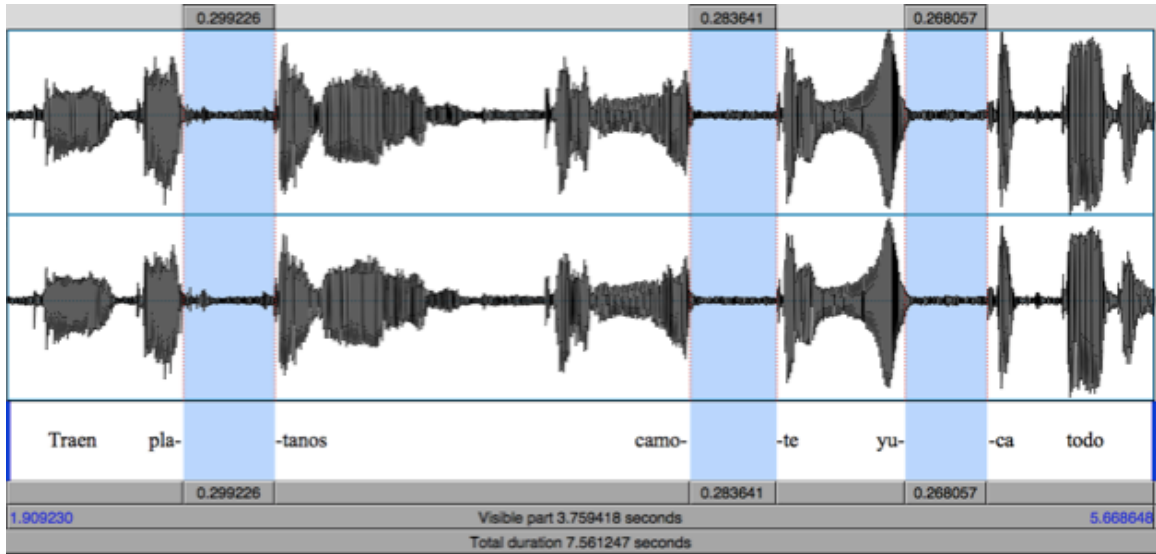 0.299226 0.283641 0.268057
Traen pla- -tanos camo- -te yu- -ca todo
0.299226 0.283641 0.268057
1.909230 Visible part 3.759418 seconds 5.668648
Total duration 7.561247 seconds